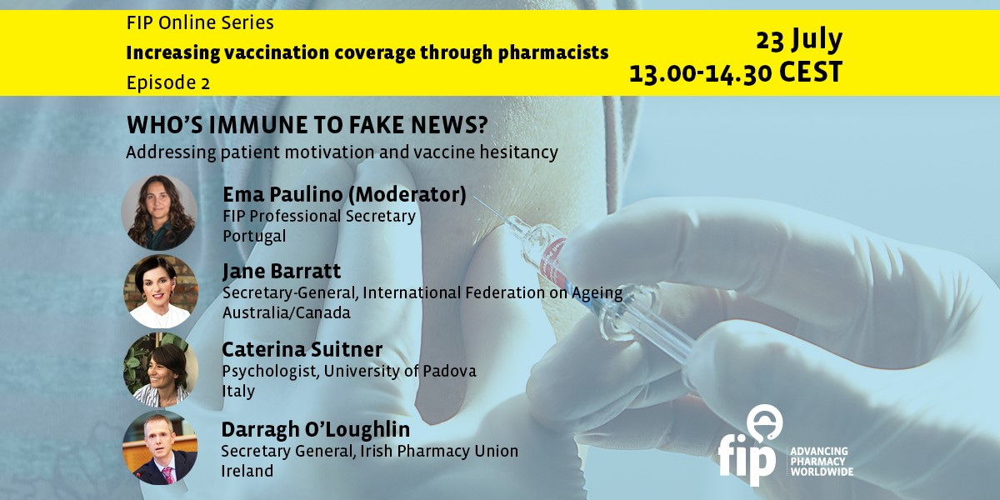 FIP Online Series
Increasing vaccination coverage through pharmacists
Episode 2
23 July
13.00-14.30 CEST
WHO'S IMMUNE TO FAKE NEWS?
Addressing patient motivation and vaccine hesitancy
Ema Paulino (Moderator)
FIP Professional Secretary
Portugal
Jane Barratt
Secretary-General, International Federation on Ageing
Australia/Canada
Caterina Suitner
Psychologist, University of Padova
Italy
Darragh O'Loughlin
Secretary General, Irish Pharmacy Union
Ireland
fip
ADVANCING
PHARMACY
WORLDWIDE